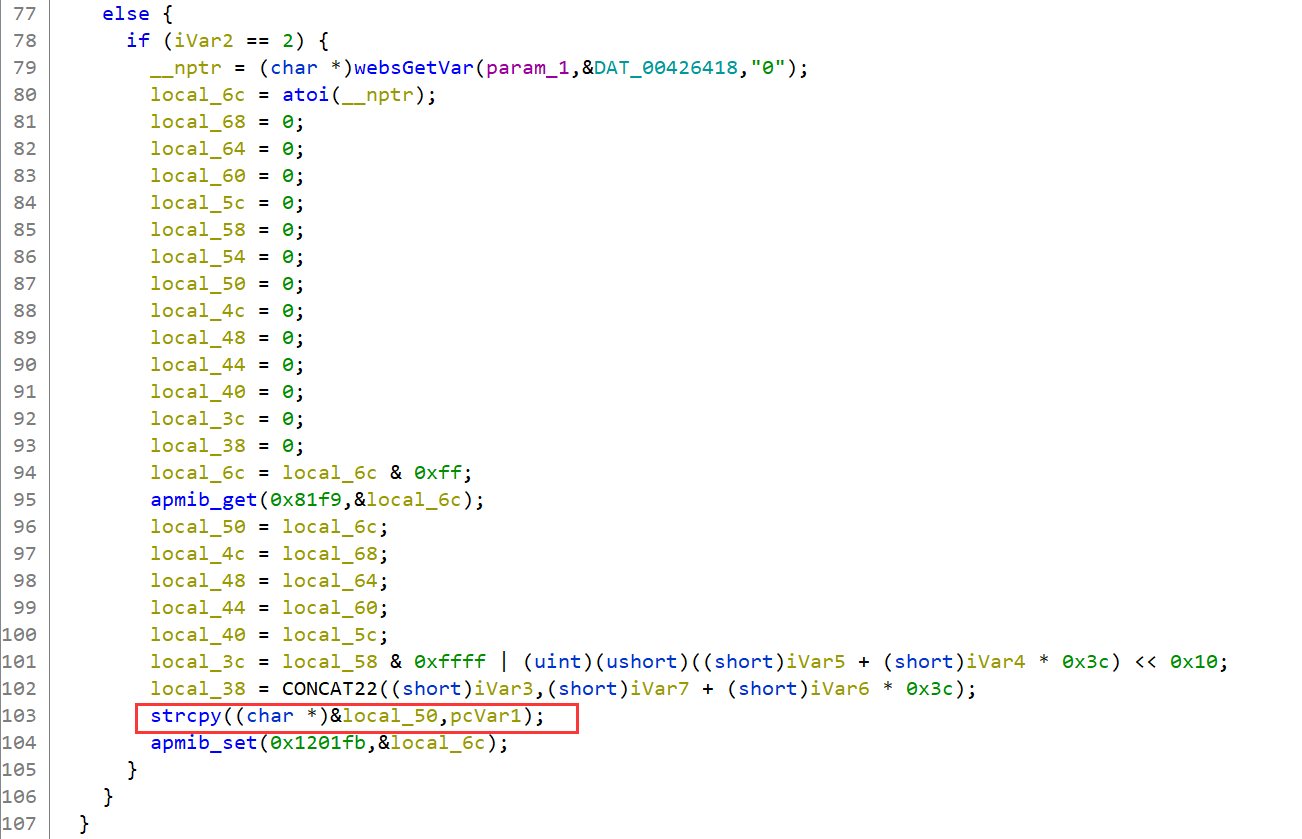 77 else {
78 if (iVar2 == 2) {
79 __nptr = (char *)websGetVar(param_1,&DAT_00426418,"0");
80 local_6c = atoi(__nptr);
81 local_68 = 0;
82 local_64 = 0;
83 local_60 = 0;
84 local_5c = 0;
85 local_58 = 0;
86 local_54 = 0;
87 local_50 = 0;
88 local_4c = 0;
89 local_48 = 0;
90 local_44 = 0;
91 local_40 = 0;
92 local_3c = 0;
93 local_38 = 0;
94 local_6c = local_6c & 0xff;
95 apmib_get(0x81f9,&local_6c);
96 local_50 = local_6c;
97 local_4c = local_68;
98 local_48 = local_64;
99 local_44 = local_60;
100 local_40 = local_5c;
101 local_3c = local_58 & 0xffff | (uint)(ushort)((short)iVar5 + (short)iVar4 * 0x3c) << 0x10;
102 local_38 = CONCAT22((short)iVar3,(short)iVar7 + (short)iVar6 * 0x3c);
103 strcpy((char *)&local_50,pcVar1);
104 apmib_set(0x1201fb,&local_6c);
105 }
106 }
107 }